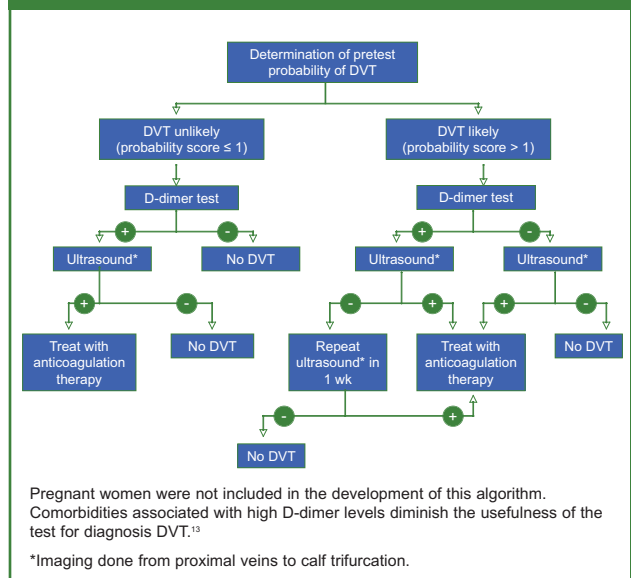 Determination of pretest
probability of DVT
DVT unlikely
(probability score ≤ 1)
DVT likely
(probability score > 1)
D-dimer test
D-dimer test
+
-
+
-
Ultrasound*
No DVT
Ultrasound*
Ultrasound*
+
-
-
+
+
-
Treat with
anticoagulation
therapy
No DVT
Repeat
ultrasound* in
1 wk
Treat with
anticoagulation
therapy
No DVT
-
+
No DVT
Pregnant women were not included in the development of this algorithm.
Comorbidities associated with high D-dimer levels diminish the usefulness of the
test for diagnosis DVT.¹³
*Imaging done from proximal veins to calf trifurcation.